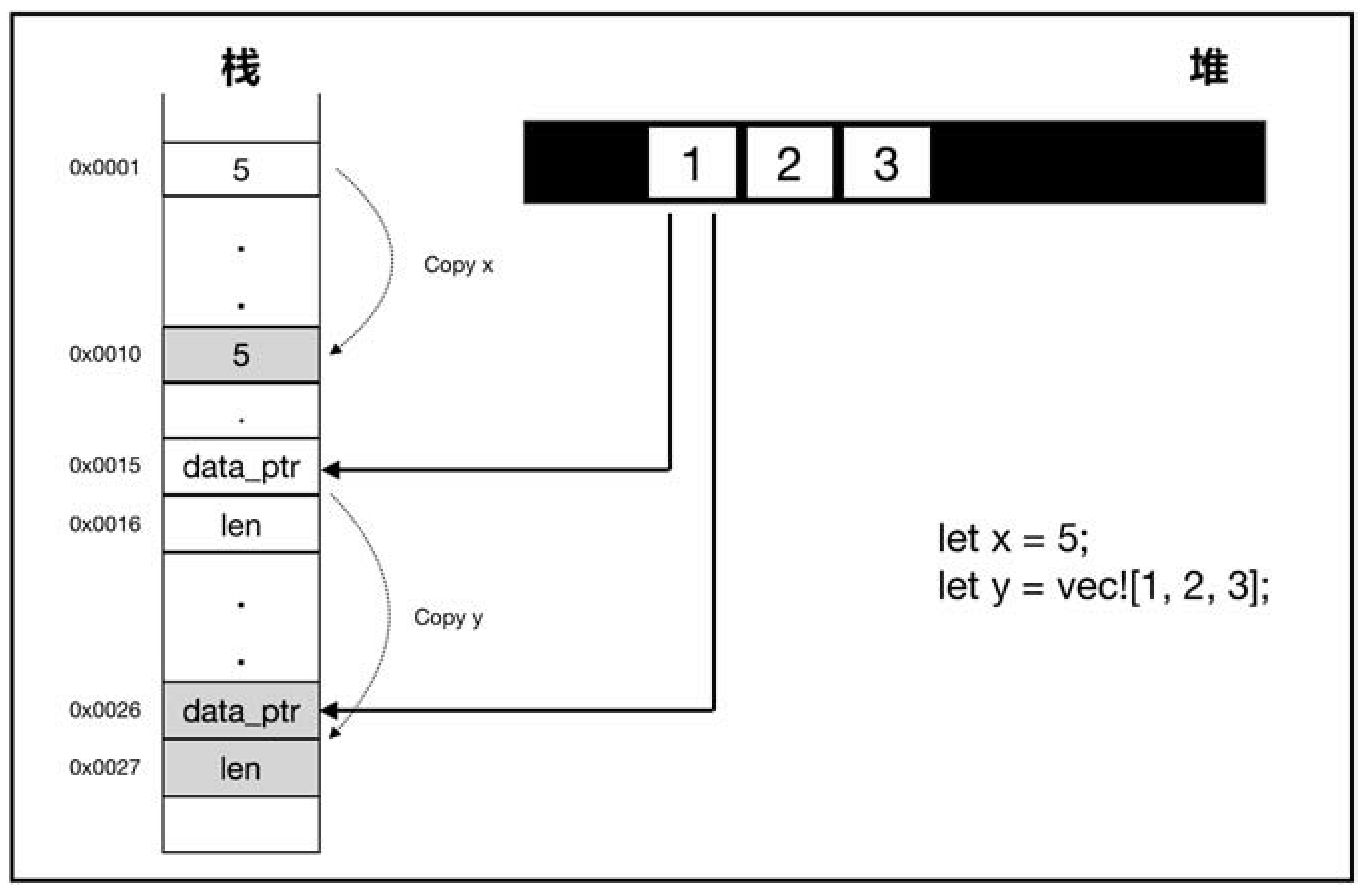 栈
堆
0x0001
5
1
2
3
.
.
Copy x
0x0010
5
.
0x0015
data_ptr
0x0016
len
let x = 5;
let y = vec![1, 2, 3];
.
.
Copy y
0x0026
data_ptr
0x0027
len